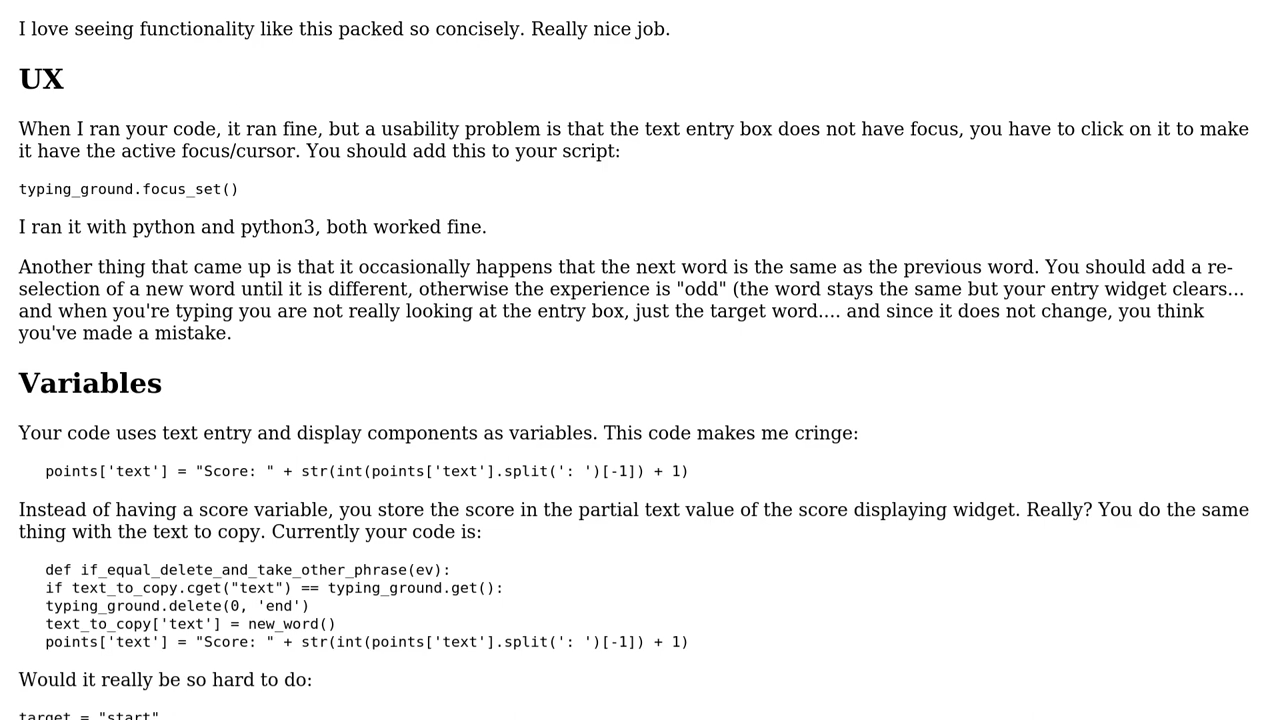 I love seeing functionality like this packed so concisely. Really nice job.
UX
When I ran your code, it ran fine, but a usability problem is that the text entry box does not have focus, you have to click on it to make
it have the active focus/cursor. You should add this to your script:
typing_ground.focus_set()
I ran it with python and python3, both worked fine.
Another thing that came up is that it occasionally happens that the next word is the same as the previous word. You should add a re-
selection of a new word until it is different, otherwise the experience is "odd" (the word stays the same but your entry widget clears...
and when you're typing you are not really looking at the entry box, just the target word.... and since it does not change, you think
you've made a mistake.
Variables
Your code uses text entry and display components as variables. This code makes me cringe:
points['text'] = "Score: " + str(int(points['text'].split(': ')[-1]) + 1)
Instead of having a score variable, you store the score in the partial text value of the score displaying widget. Really? You do the same
thing with the text to copy. Currently your code is:
def if_equal_delete_and_take_other_phrase(ev):
if text_to_copy.cget("text") == typing_ground.get():
typing_ground.delete(0, 'end')
text_to_copy['text'] = new_word()
points['text'] = "Score: " + str(int(points['text'].split(': ')[-1]) + 1)
Would it really be so hard to do:
target = "start"